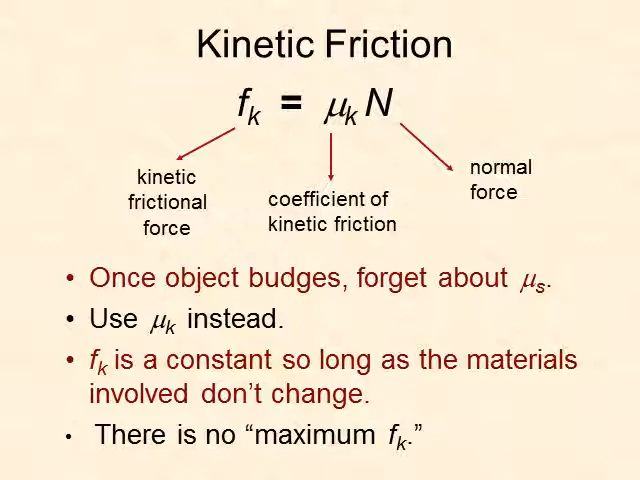 Kinetic Friction
fk = μk N
kinetic
frictional
force
coefficient of
kinetic friction
normal
force
• Once object budges, forget about μs.
• Use μk instead.
• fk is a constant so long as the materials
involved don't change.
• There is no “maximum fk.”